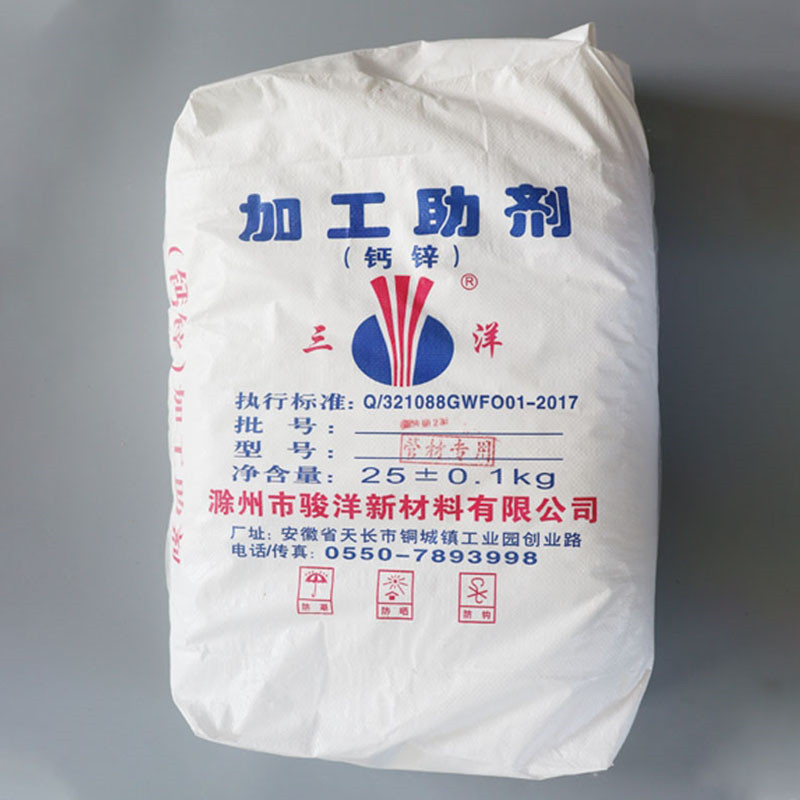 加工助剂
（钙锌）
®
三 洋
执行标准：Q/321088GWFO01-2017
批号：
型号：管材专用
净含量：25±0.1kg
滁州市骏洋新材料有限公司
厂址：安徽省天长市铜城镇工业园创业路
电话/传真：0550-7893998
防潮 防晒 防钩
（钙锌）加工助剂